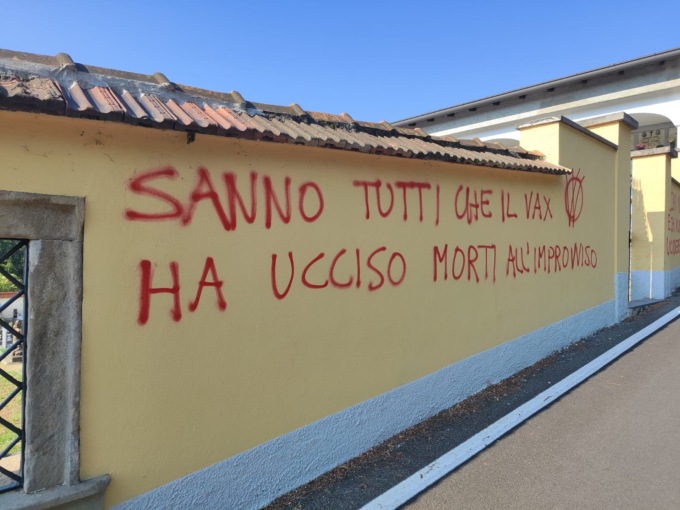 SANNO TUTTI CHE IL VAX
HA UCCISO MORTI ALL'IMPROVVISO